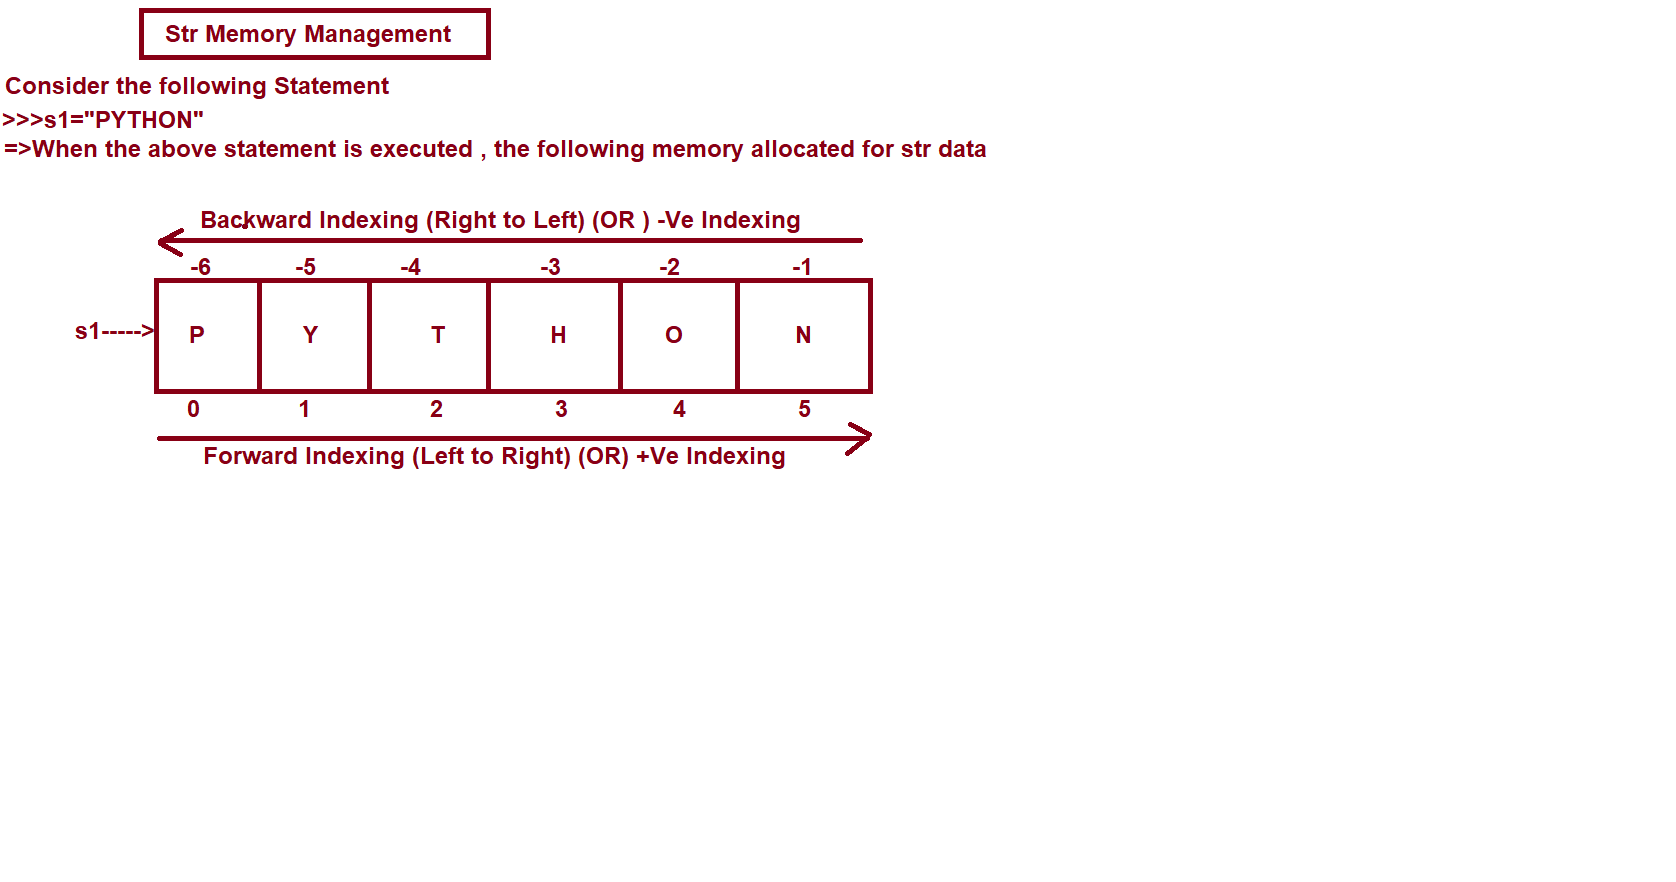 Str Memory Management
Consider the following Statement
>>>s1="PYTHON"
=>When the above statement is executed , the following memory allocated for str data
Backward Indexing (Right to Left) (OR ) -Ve Indexing
-6 -5 -4 -3 -2 -1
s1-----> P Y T H O N
0 1 2 3 4 5
Forward Indexing (Left to Right) (OR) +Ve Indexing